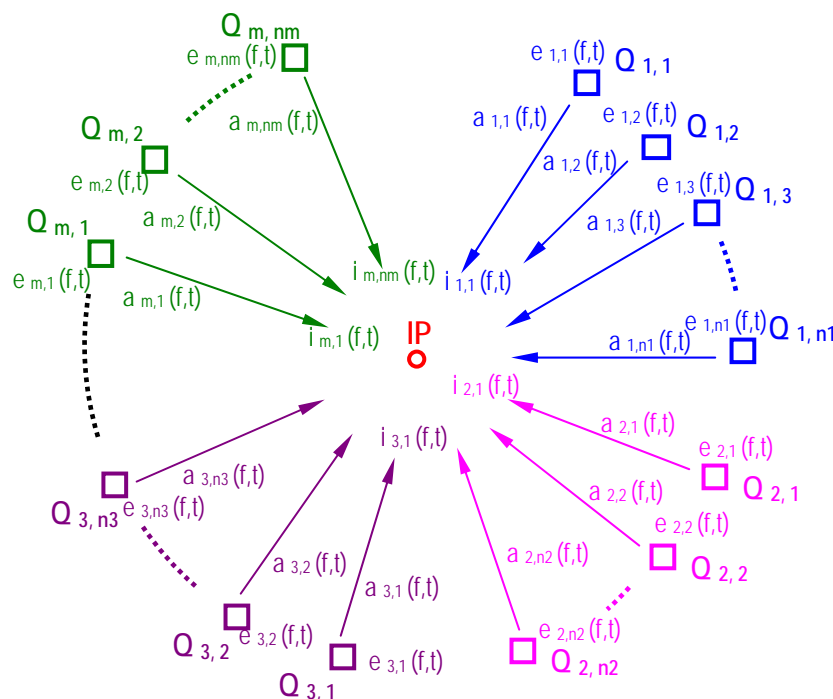 Q m, nm
e m,nm (f,t)
a m,nm (f,t)
Q m, 2
e m,2 (f,t)
a m,2 (f,t)
Q m, 1
e m,1 (f,t)
a m,1 (f,t)
i m,nm (f,t)
i m,1 (f,t)
e 1,1 (f,t)
Q 1, 1
a 1,1 (f,t)
e 1,2 (f,t)
Q 1,2
a 1,2 (f,t)
e 1,3 (f,t)
Q 1, 3
a 1,3 (f,t)
i 1,1 (f,t)
e 1,n1 (f,t)
Q 1, n1
a 1,n1 (f,t)
IP
i 2,1 (f,t)
a 2,1 (f,t)
e 2,1 (f,t)
Q 2, 1
a 2,2 (f,t)
e 2,2 (f,t)
Q 2, 2
a 2,n2 (f,t)
e 2,n2 (f,t)
Q 2, n2
i 3,1 (f,t)
a 3,n3 (f,t)
Q 3, n3
e 3,n3 (f,t)
a 3,2 (f,t)
Q 3, 2
e 3,2 (f,t)
a 3,1 (f,t)
Q 3, 1
e 3,1 (f,t)